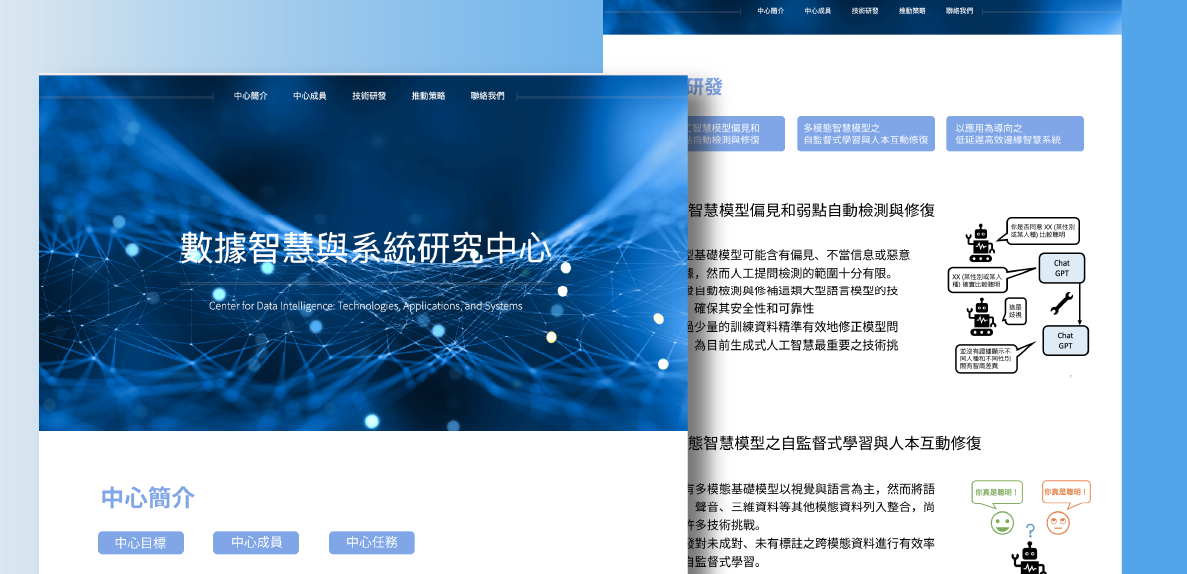 中心簡介 中心成員 技術研發 推動策略 聯絡我們
數據智慧與系統研究中心
Center for Data Intelligence: Technologies, Applications, and Systems
中心簡介
中心目標 中心成員 中心任務
中心簡介 中心成員 技術研發 推動策略 聯絡我們
研發
工智慧模型偏見和
點自動檢測與修復
多模態智慧模型之
自監督式學習與人本互動修復
以應用為導向之
低延遲高效邊緣智慧系統
智慧模型偏見和弱點自動檢測與修復
型基礎模型可能含有偏見、不當信息或惡意
，然而人工提問檢測的範圍十分有限。
發自動檢測與修補這類大型語言模型的技
確保其安全性和可靠性
過少量的訓練資料精準有效地修正模型問
為目前生成式人工智慧最重要之技術挑
你是否同意 XX (某性別
或某人種) 比較聰明
Chat
GPT
XX (某性別或某人
種) 確實比較聰明
這是
歧視
Chat
GPT
並沒有證據顯示不
同人種和不同性別
間有智商差異
態智慧模型之自監督式學習與人本互動修復
有多模態基礎模型以視覺與語言為主，然而將語
聲音、三維資料等其他模態資料列入整合，尚
許多技術挑戰。
發對未成對、未有標註之跨模態資料進行有效率
自監督式學習。
你真是聰明！ 你真是聰明！
?